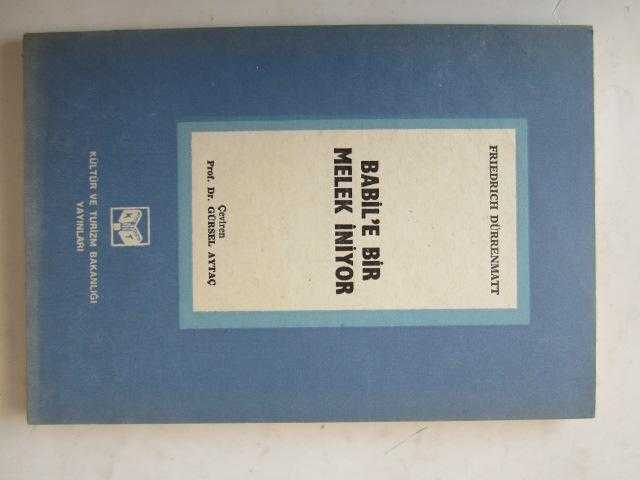 FRIEDRICH DÜRRENMATT
BABİL'E BİR
MELEK İNİYOR
Çeviren
Prof. Dr. GÜRSEL AYTAÇ
KÜLTÜR VE TURİZM BAKANLIĞI
YAYINLARI